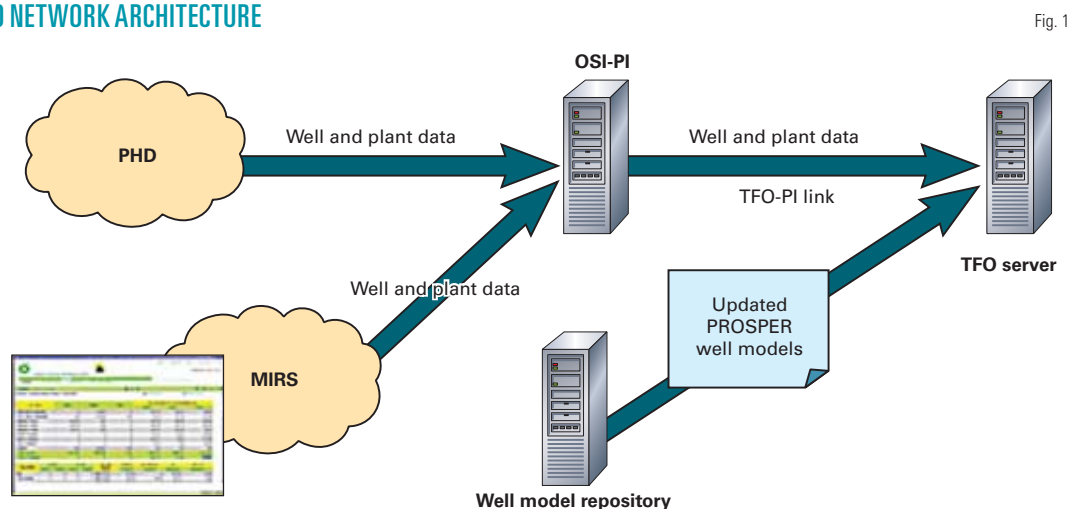 NETWORK ARCHITECTURE
Fig. 1
OSI-PI
PHD
Well and plant data
Well and plant data
TFO-PI link
TFO server
Well and plant data
Updated
PROSPER
well models
MIRS
Well model repository